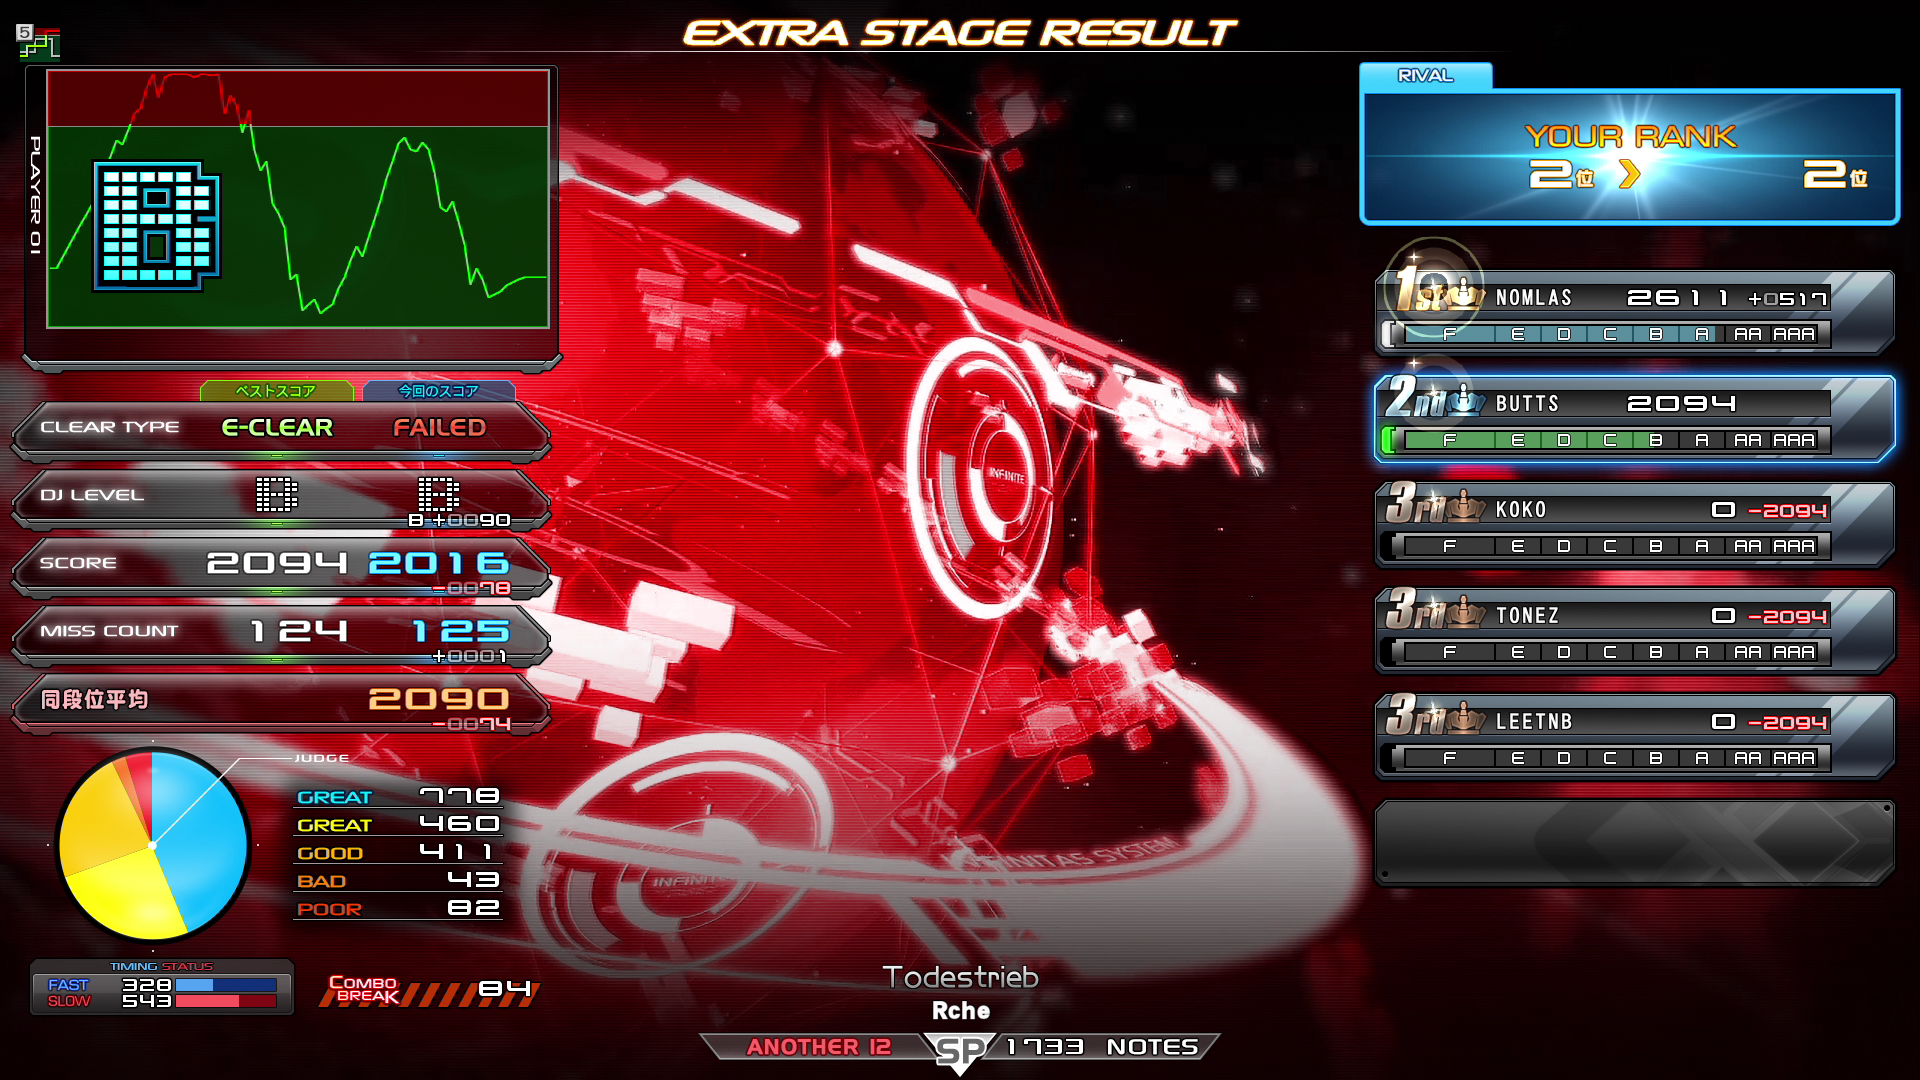 EXTRA STAGE RESULT
5
PLAYER 01
B
ベストスコア 今回のスコア
CLEAR TYPE E-CLEAR FAILED
DJ LEVEL B B
B +0090
SCORE 2094 2016
-0078
MISS COUNT 124 125
+0001
同段位平均 2090
-0074
JUDGE
GREAT 778
GREAT 460
GOOD 411
BAD 43
POOR 82
TIMING STATUS
FAST 328
SLOW 543
COMBO BREAK 84
INFINITE
INFINITE
INFINITAS SYSTEM
Todestrieb
Rche
ANOTHER 12 SP 1733 NOTES
RIVAL
YOUR RANK
2位 2位
1st NOMLAS 2611 +0517
F E D C B A AA AAA
2nd BUTTS 2094
F E D C B A AA AAA
3rd KOKO 0 -2094
F E D C B A AA AAA
3rd TONEZ 0 -2094
F E D C B A AA AAA
3rd LEETNB 0 -2094
F E D C B A AA AAA